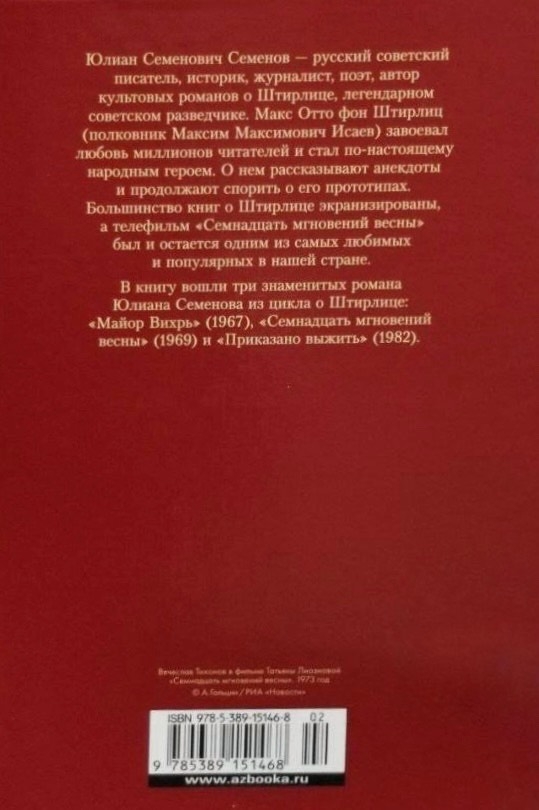 Юлиан Семенович Семенов — русский советский
писатель, историк, журналист, поэт, автор
культовых романов о Штирлице, легендарном
советском разведчике. Макс Отто фон Штирлиц
(полковник Максим Максимович Исаев) завоевал
любовь миллионов читателей и стал по-настоящему
народным героем. О нем рассказывают анекдоты
и продолжают спорить о его прототипах.
Большинство книг о Штирлице экранизированы,
а телефильм «Семнадцать мгновений весны»
был и остается одним из самых любимых
и популярных в нашей стране.
В книгу вошли три знаменитых романа
Юлиана Семенова из цикла о Штирлице:
«Майор Вихрь» (1967), «Семнадцать мгновений
весны» (1969) и «Приказано выжить» (1982).
Вячеслав Тихонов в фильме Татьяны Лиозновой
«Семнадцать мгновений весны». 1973 год
© А.Гальцин / РИА «Новости»
ISBN 978-5-389-15146-8 02
9 785389 151468
www.azbooka.ru